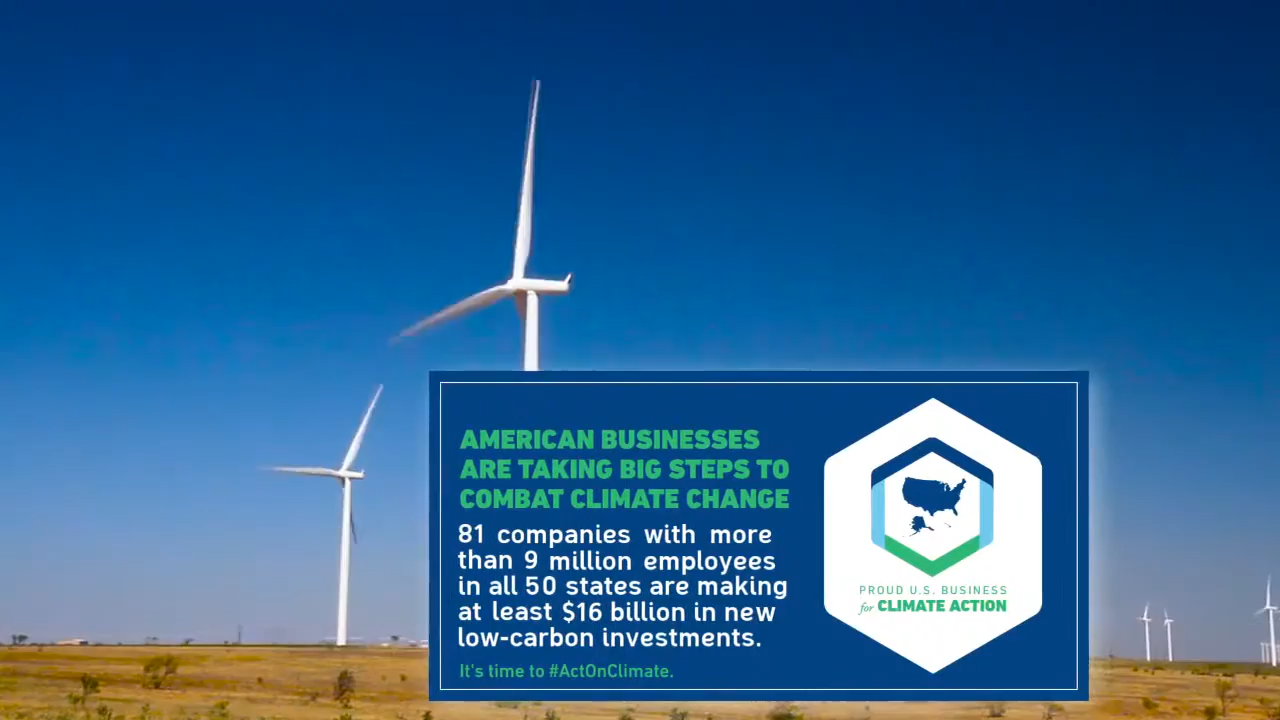 AMERICAN BUSINESSES
ARE TAKING BIG STEPS TO
COMBAT CLIMATE CHANGE
81 companies with more
than 9 million employees
in all 50 states are making
at least $16 billion in new
low-carbon investments.
It's time to #ActOnClimate.
PROUD U.S. BUSINESS
for CLIMATE ACTION